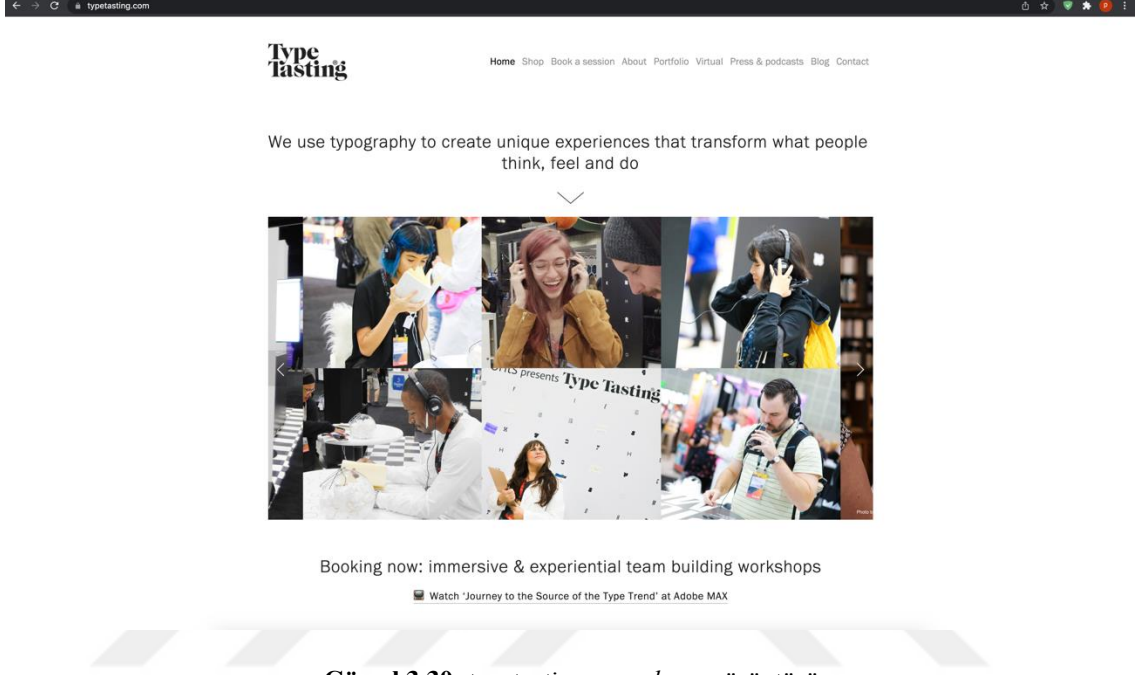 typetasting.com
Type
Tasting
Home Shop Book a session About Portfolio Virtual Press & podcasts Blog Contact
We use typography to create unique experiences that transform what people
think, feel and do
presents Type Tasting
Photo
Booking now: immersive & experiential team building workshops
Watch ‘Journey to the Source of the Type Trend’ at Adobe MAX